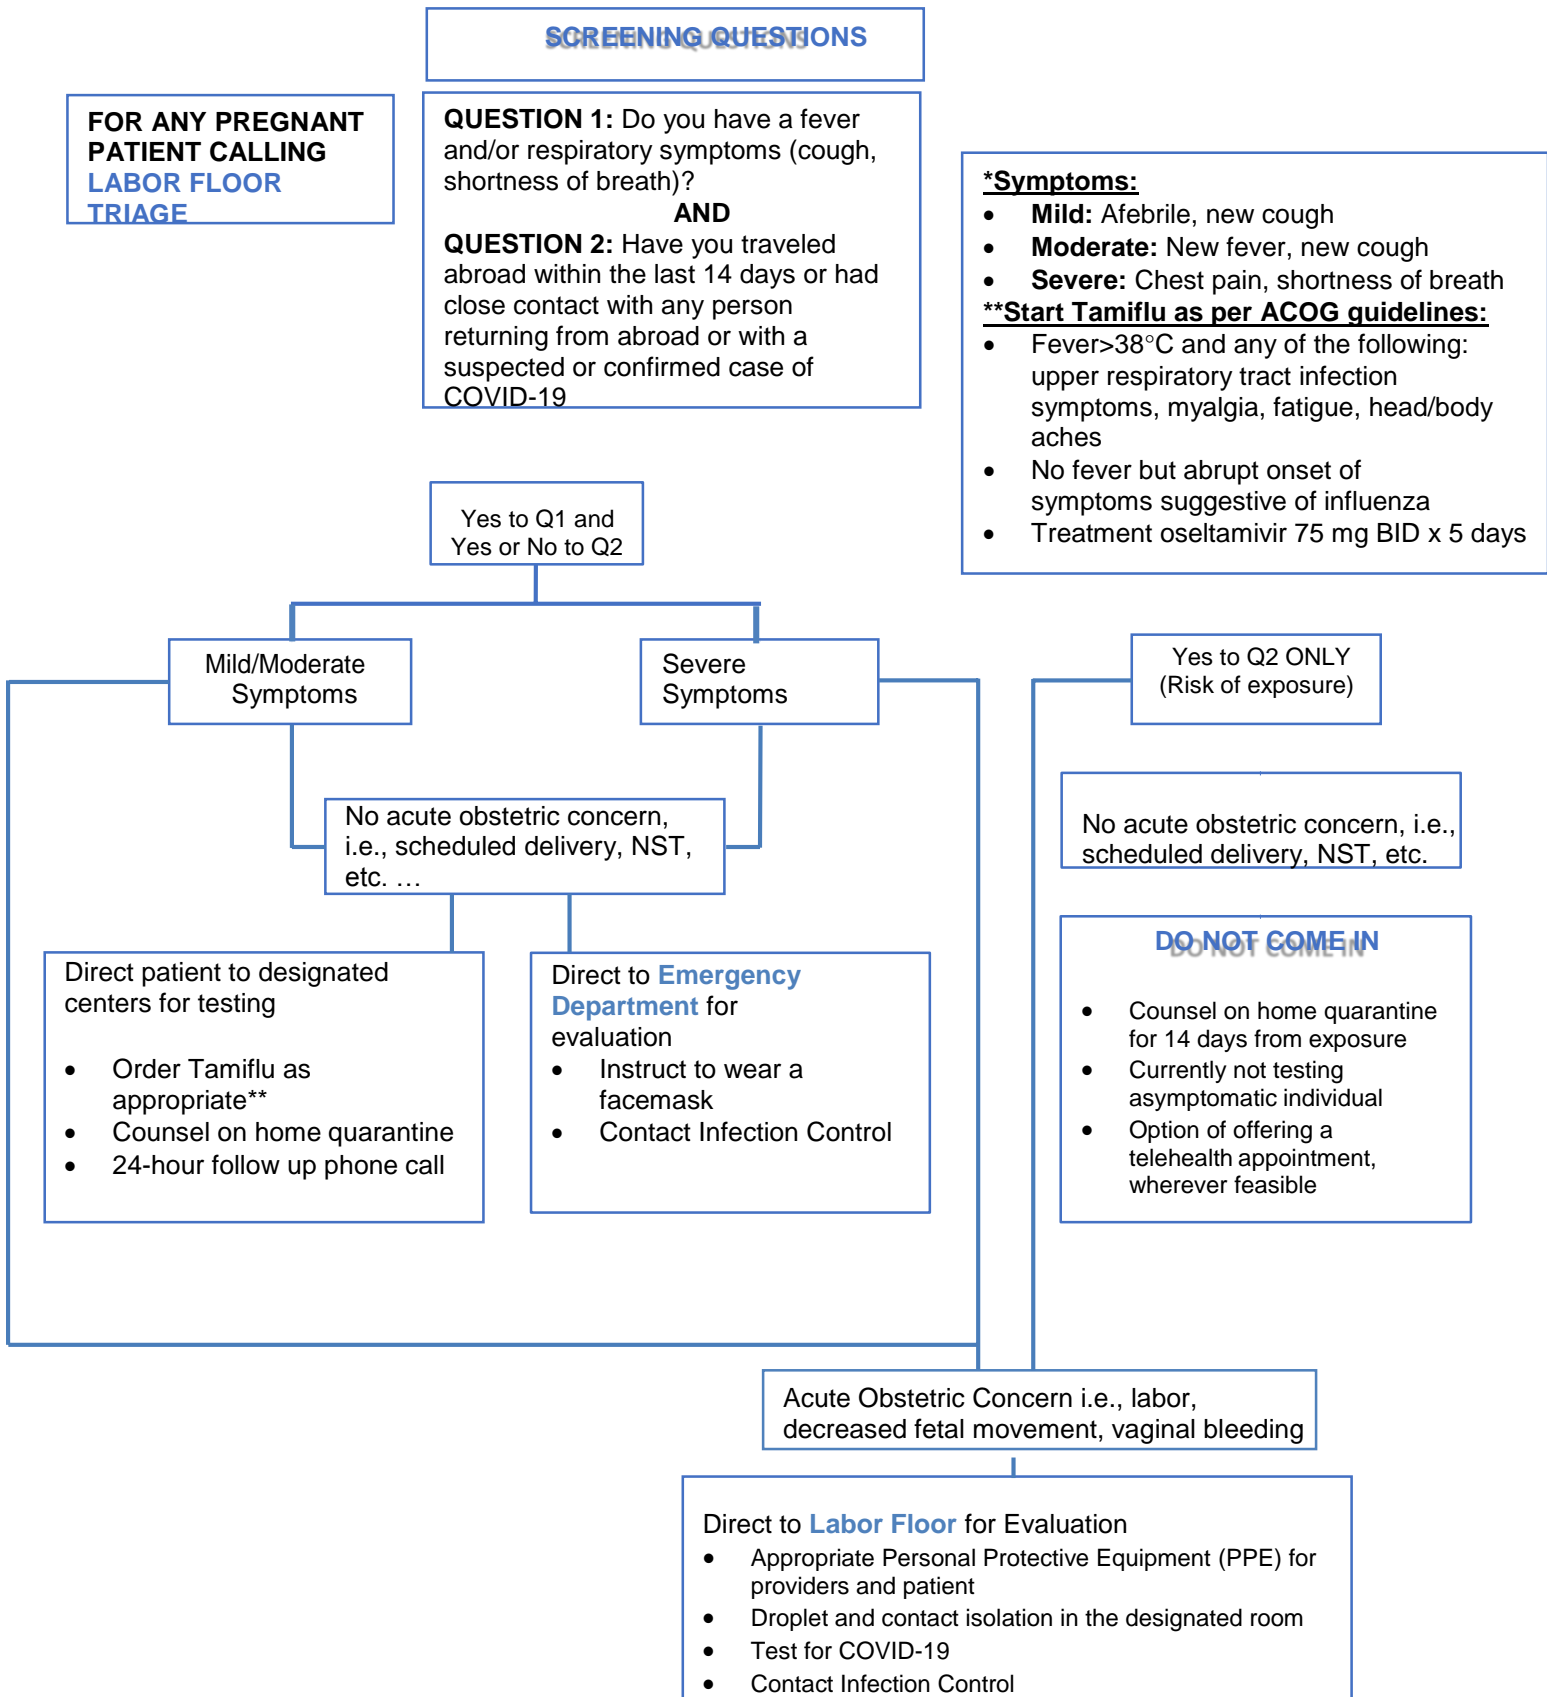 SCREENING QUESTIONS
FOR ANY PREGNANT
PATIENT CALLING
LABOR FLOOR
TRIAGE
QUESTION 1: Do you have a fever
and/or respiratory symptoms (cough,
shortness of breath)?
AND
QUESTION 2: Have you traveled
abroad within the last 14 days or had
close contact with any person
returning from abroad or with a
suspected or confirmed case of
COVID-19
*Symptoms:
• Mild: Afebrile, new cough
• Moderate: New fever, new cough
• Severe: Chest pain, shortness of breath
**Start Tamiflu as per ACOG guidelines:
• Fever>38°C and any of the following:
upper respiratory tract infection
symptoms, myalgia, fatigue, head/body
aches
• No fever but abrupt onset of
symptoms suggestive of influenza
• Treatment oseltamivir 75 mg BID x 5 days
Yes to Q1 and
Yes or No to Q2
Mild/Moderate
Symptoms
Severe
Symptoms
Yes to Q2 ONLY
(Risk of exposure)
No acute obstetric concern,
i.e., scheduled delivery, NST,
etc. …
No acute obstetric concern, i.e.,
scheduled delivery, NST, etc.
Direct patient to designated
centers for testing
• Order Tamiflu as
appropriate**
• Counsel on home quarantine
• 24-hour follow up phone call
Direct to Emergency
Department for
evaluation
• Instruct to wear a
facemask
• Contact Infection Control
DO NOT COME IN
• Counsel on home quarantine
for 14 days from exposure
• Currently not testing
asymptomatic individual
• Option of offering a
telehealth appointment,
wherever feasible
Acute Obstetric Concern i.e., labor,
decreased fetal movement, vaginal bleeding
Direct to Labor Floor for Evaluation
• Appropriate Personal Protective Equipment (PPE) for
providers and patient
• Droplet and contact isolation in the designated room
• Test for COVID-19
• Contact Infection Control